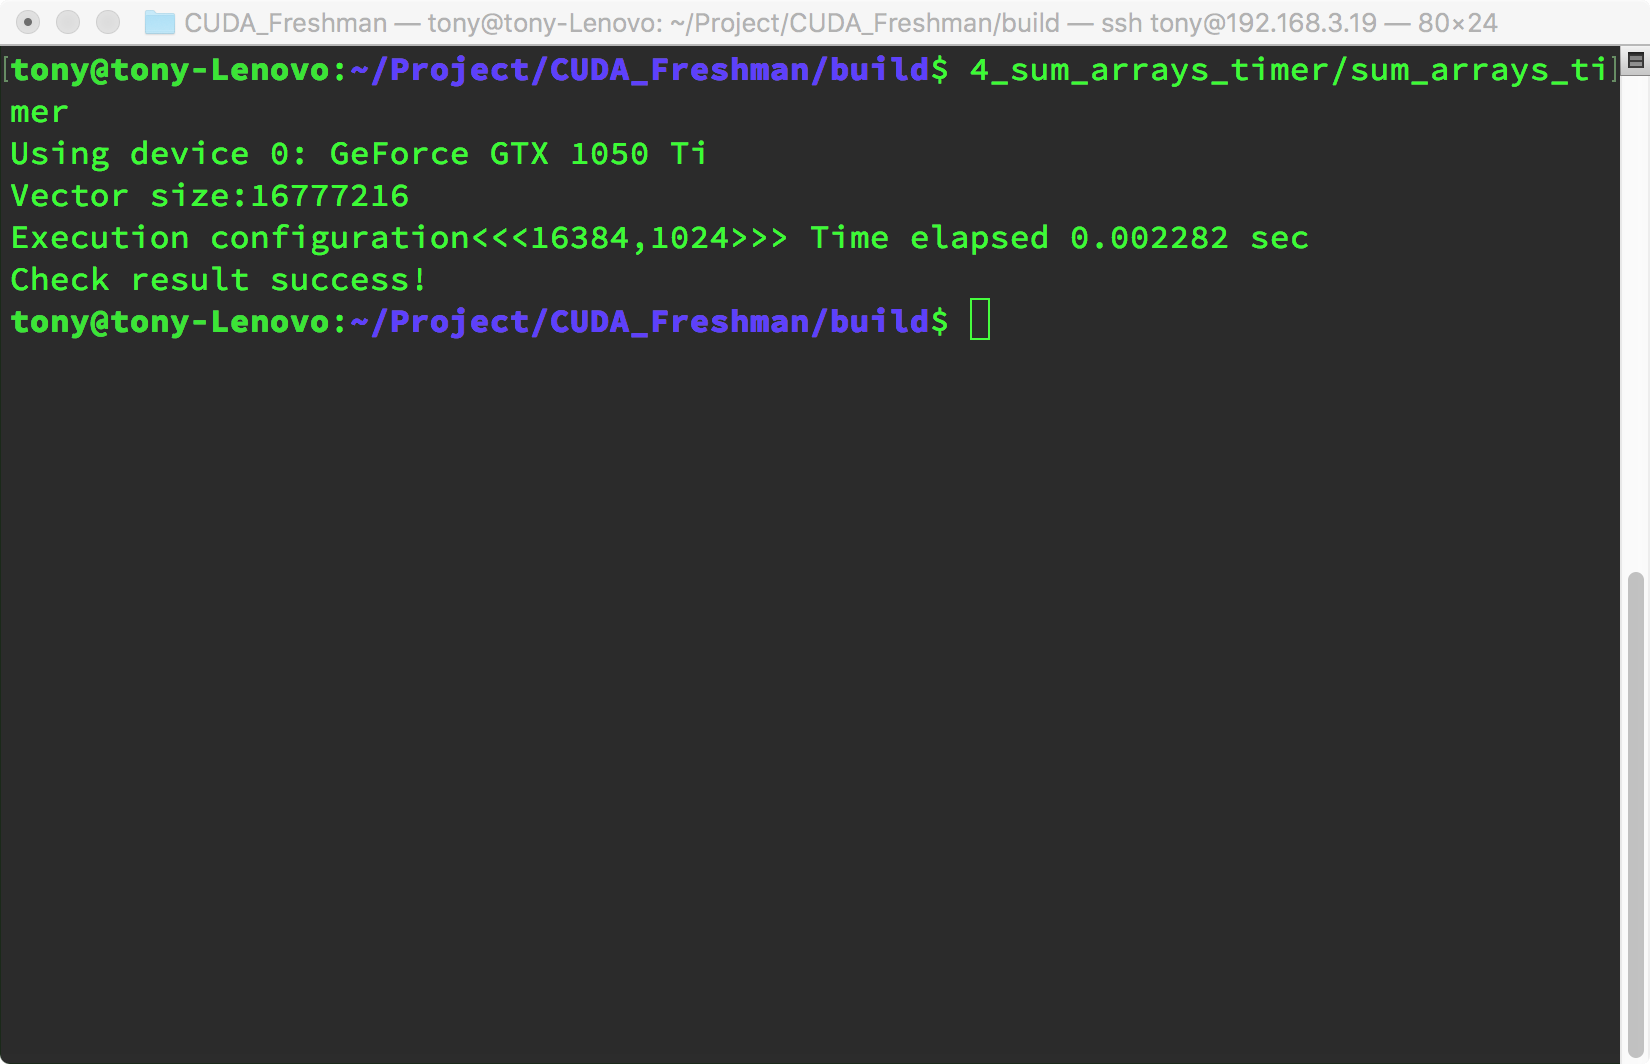 CUDA_Freshman — tony@tony-Lenovo: ~/Project/CUDA_Freshman/build — ssh tony@192.168.3.19 — 80×24
[tony@tony-Lenovo:~/Project/CUDA_Freshman/build$ 4_sum_arrays_timer/sum_arrays_ti]
mer
Using device 0: GeForce GTX 1050 Ti
Vector size:16777216
Execution configuration<<<16384,1024>>> Time elapsed 0.002282 sec
Check result success!
tony@tony-Lenovo:~/Project/CUDA_Freshman/build$